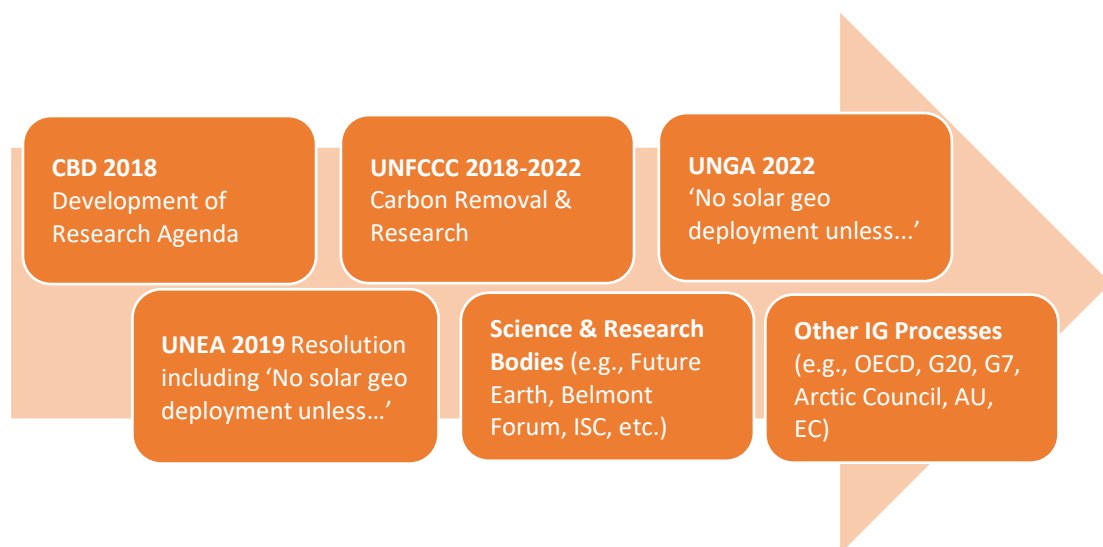 CBD 2018
Development of
Research Agenda
UNFCCC 2018-2022
Carbon Removal &
Research
UNGA 2022
‘No solar geo
deployment unless...’
UNEA 2019 Resolution
including ‘No solar geo
deployment unless…’
Science & Research
Bodies (e.g., Future
Earth, Belmont
Forum, ISC, etc.)
Other IG Processes
(e.g., OECD, G20, G7,
Arctic Council, AU,
EC)